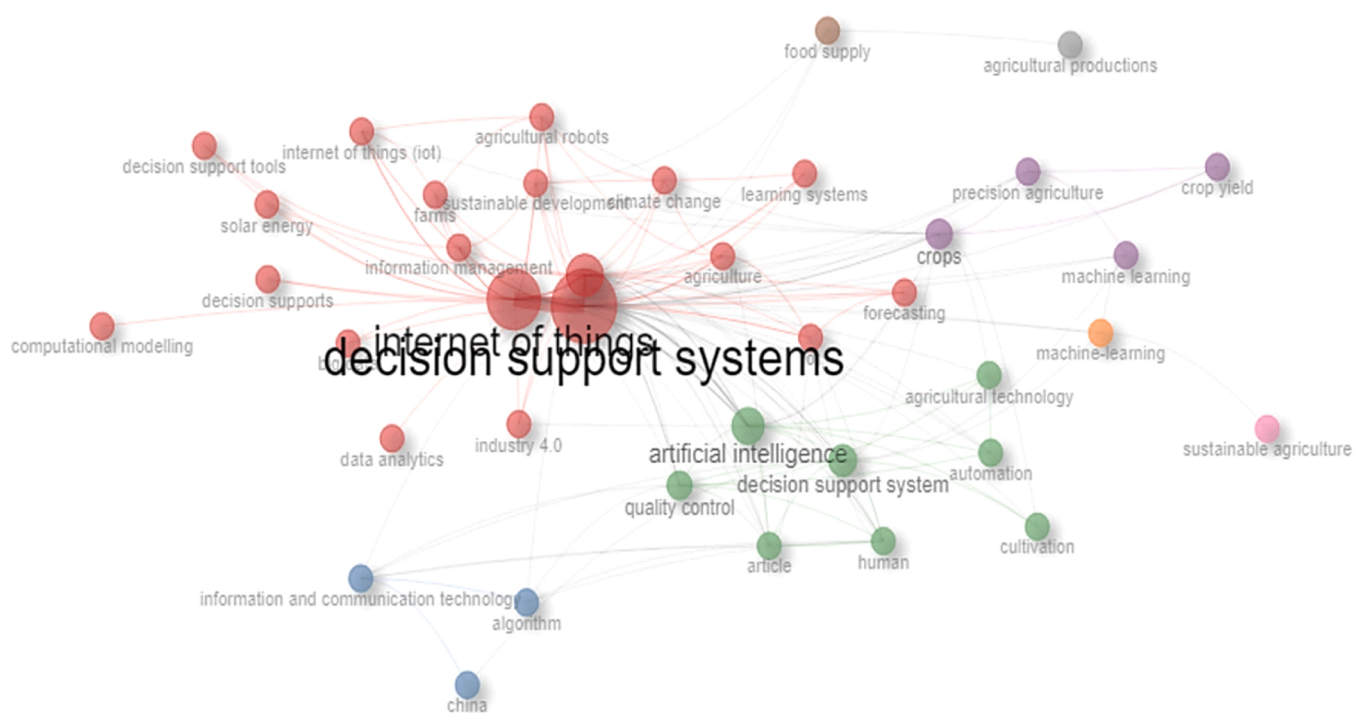 food supply
agricultural productions
agricultural robots
internet of things (iot)
decision support tools
precision agriculture
crop yield
learning systems
sustainable development
climate change
farms
solar energy
crops
information management
agriculture
machine learning
decision supports
forecasting
internet of things
computational modelling
machine-learning
decision support systems
agricultural technology
industry 4.0
sustainable agriculture
artificial intelligence
data analytics
automation
decision support system
quality control
cultivation
human
article
information and communication technology
algorithm
china